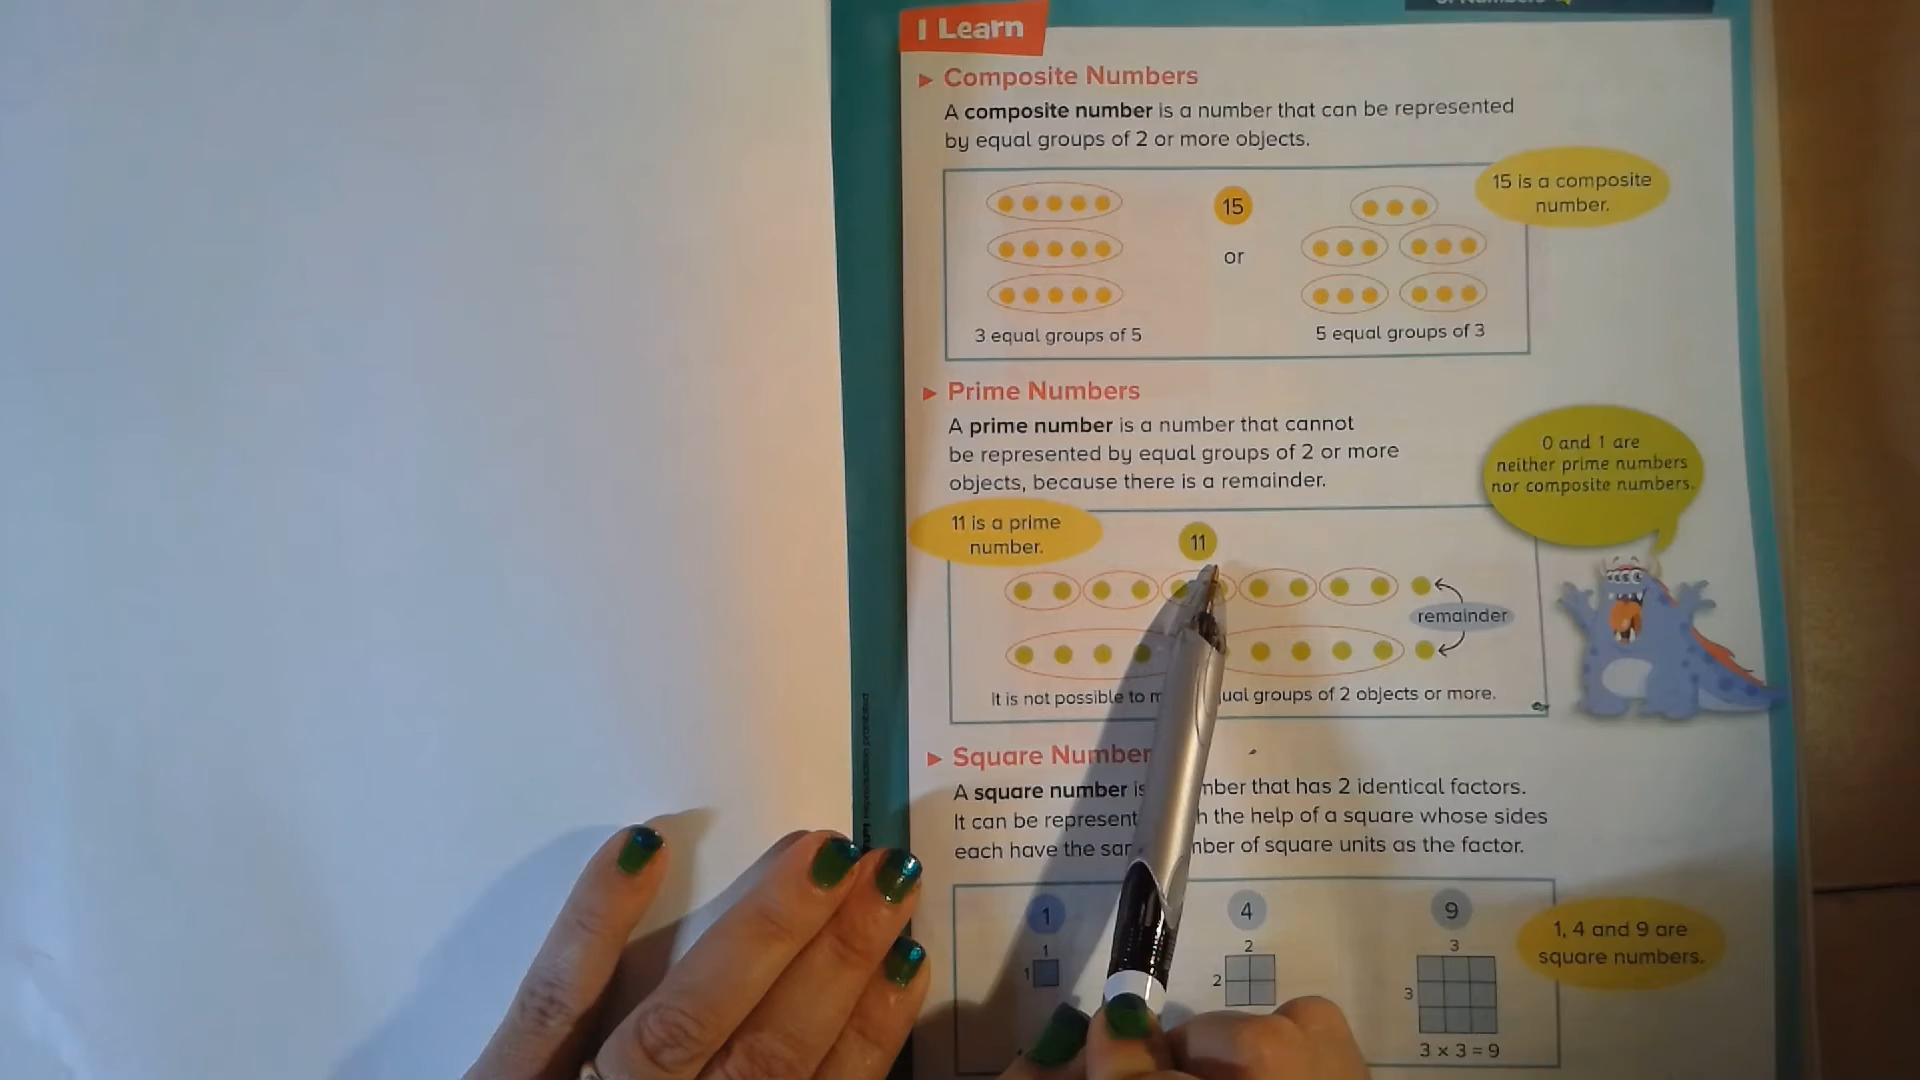 of Numbers
I Learn
Composite Numbers
A composite number is a number that can be represented
by equal groups of 2 or more objects.
15 is a composite
number.
15
or
3 equal groups of 5
5 equal groups of 3
Prime Numbers
A prime number is a number that cannot
be represented by equal groups of 2 or more
objects, because there is a remainder.
0 and 1 are
neither prime numbers
nor composite numbers.
11 is a prime
number.
11
remainder
It is not possible to m ual groups of 2 objects or more.
Square Number
A square number is mber that has 2 identical factors.
It can be represent h the help of a square whose sides
each have the sa mber of square units as the factor.
1
4
9
1
1
2
2
3
3
1, 4 and 9 are
square numbers.
3 x 3 = 9
Reproduction prohibited